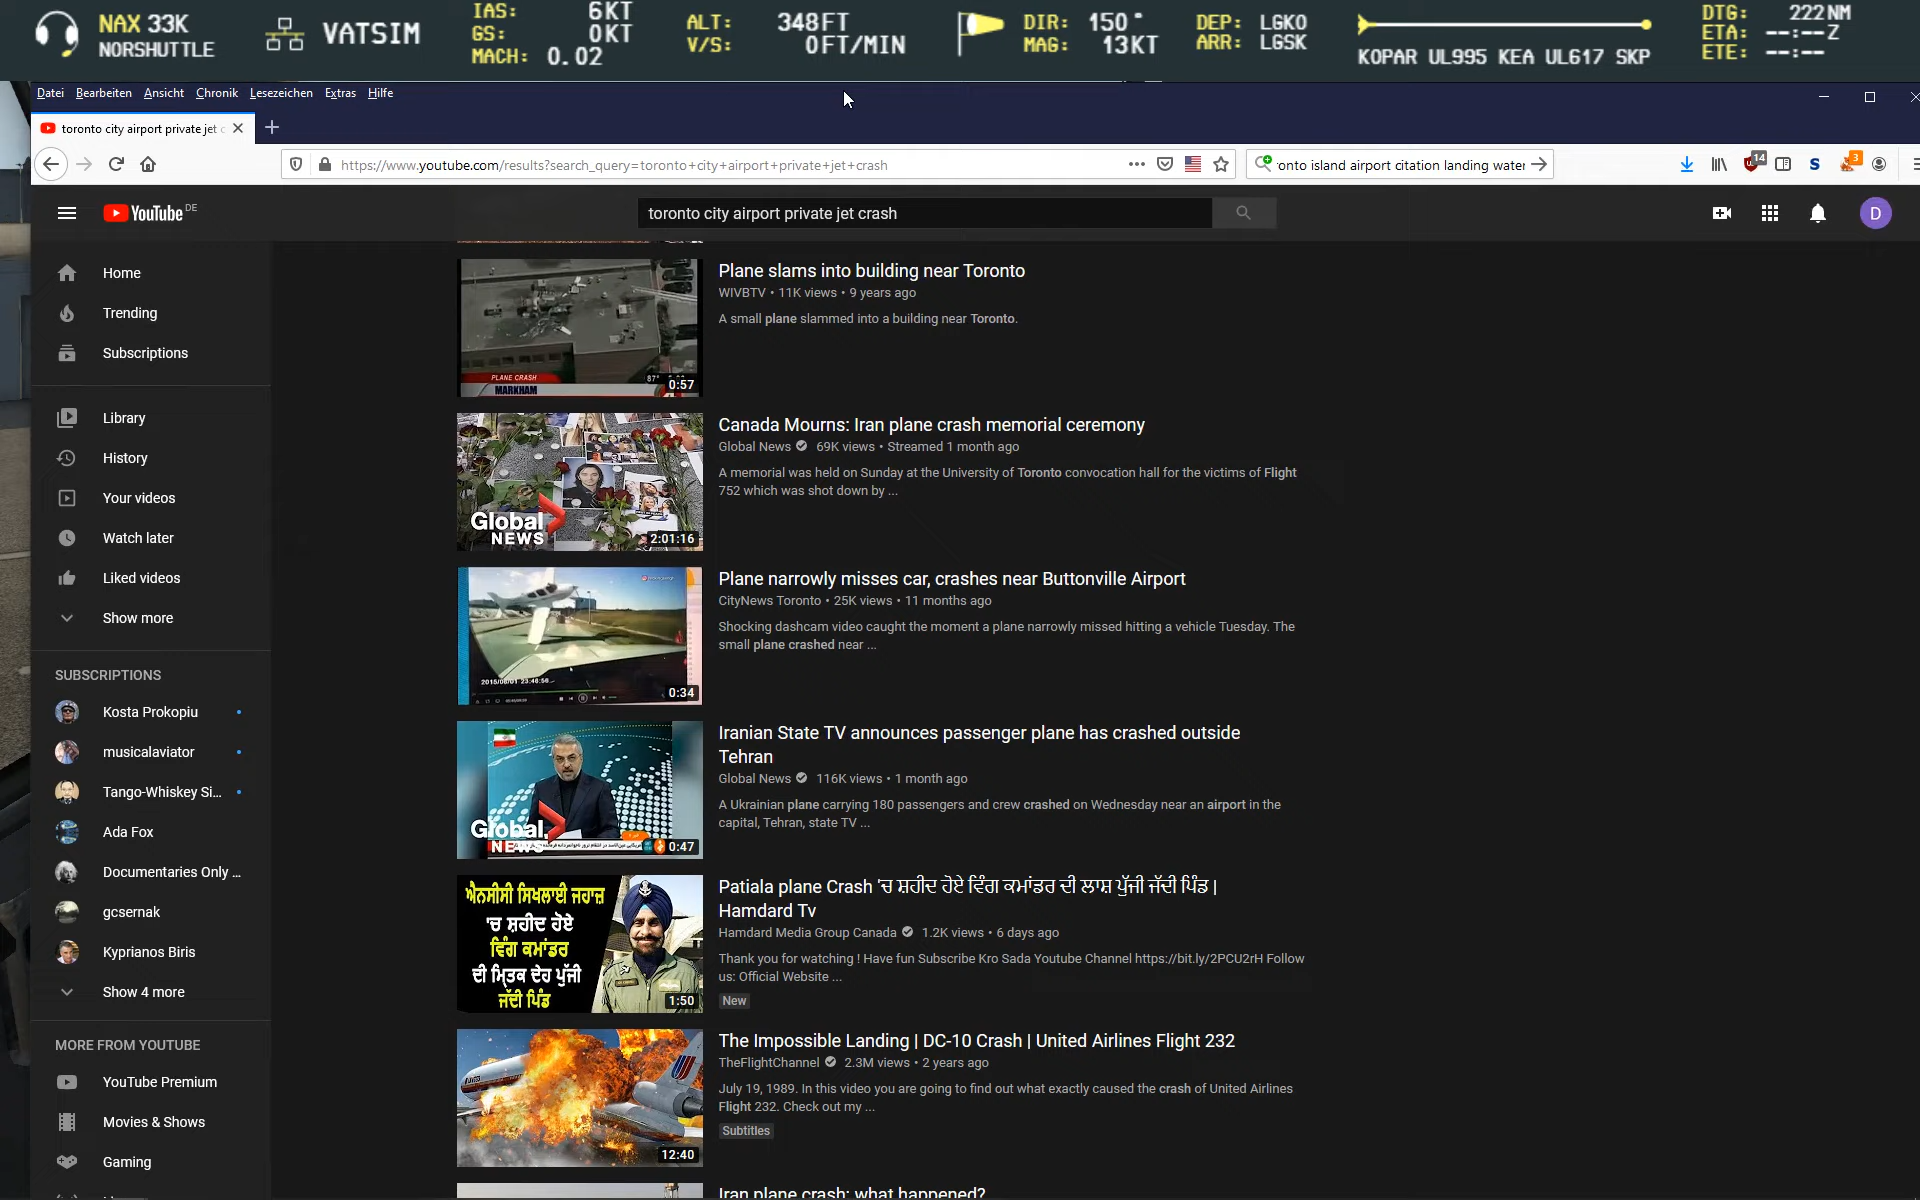 NAX 33K
NORSHUTTLE
VATSIM
IAS: 6KT
GS: 0KT
MACH: 0.02
ALT: 348FT
V/S: 0FT/MIN
DIR: 150°
MAG: 13KT
DEP: LGKO
ARR: LGSK
KOPAR UL995 KEA UL617 SKP
DTG: 222NM
ETA: --:--Z
ETE: --:--
Datei Bearbeiten Ansicht Chronik Lesezeichen Extras Hilfe
toronto city airport private jet c
https://www.youtube.com/results?search_query=toronto+city+airport+private+jet+crash
onto island airport citation landing water
14
S
3
YouTube DE
toronto city airport private jet crash
D
Home
Trending
Subscriptions
Library
History
Your videos
Watch later
Liked videos
Show more
SUBSCRIPTIONS
Kosta Prokopiu
musicalaviator
Tango-Whiskey Si...
Ada Fox
Documentaries Only ...
gcsernak
Kyprianos Biris
Show 4 more
MORE FROM YOUTUBE
YouTube Premium
Movies & Shows
Gaming
PLANE CRASH
MARKHAM
87°
0:57
Plane slams into building near Toronto
WIVBTV • 11K views • 9 years ago
A small plane slammed into a building near Toronto.
Global
NEWS
2:01:16
Canada Mourns: Iran plane crash memorial ceremony
Global News 69K views • Streamed 1 month ago
A memorial was held on Sunday at the University of Toronto convocation hall for the victims of Flight
752 which was shot down by ...
2015/06/01 23:46:56
0:34
Plane narrowly misses car, crashes near Buttonville Airport
CityNews Toronto • 25K views • 11 months ago
Shocking dashcam video caught the moment a plane narrowly missed hitting a vehicle Tuesday. The
small plane crashed near ...
Global
NEWS
0:47
Iranian State TV announces passenger plane has crashed outside
Tehran
Global News 116K views • 1 month ago
A Ukrainian plane carrying 180 passengers and crew crashed on Wednesday near an airport in the
capital, Tehran, state TV ...
ਐਨਸੀਸੀ ਸਿਖਲਾਈ ਜਹਾਜ਼
'ਚ ਸ਼ਹੀਦ ਹੋਏ
ਵਿੰਗ ਕਮਾਂਡਰ
ਦੀ ਮ੍ਰਿਤਕ ਦੇਹ ਪੁੱਜੀ
ਜੱਦੀ ਪਿੰਡ
1:50
Patiala plane Crash 'ਚ ਸ਼ਹੀਦ ਹੋਏ ਵਿੰਗ ਕਮਾਂਡਰ ਦੀ ਲਾਸ਼ ਪੁੱਜੀ ਜੱਦੀ ਪਿੰਡ |
Hamdard Tv
Hamdard Media Group Canada 1.2K views • 6 days ago
Thank you for watching ! Have fun Subscribe Kro Sada Youtube Channel https://bit.ly/2PCU2rH Follow
us: Official Website ...
New
12:40
The Impossible Landing | DC-10 Crash | United Airlines Flight 232
TheFlightChannel 2.3M views • 2 years ago
July 19, 1989. In this video you are going to find out what exactly caused the crash of United Airlines
Flight 232. Check out my ...
Subtitles
Iran plane crash: what happened?